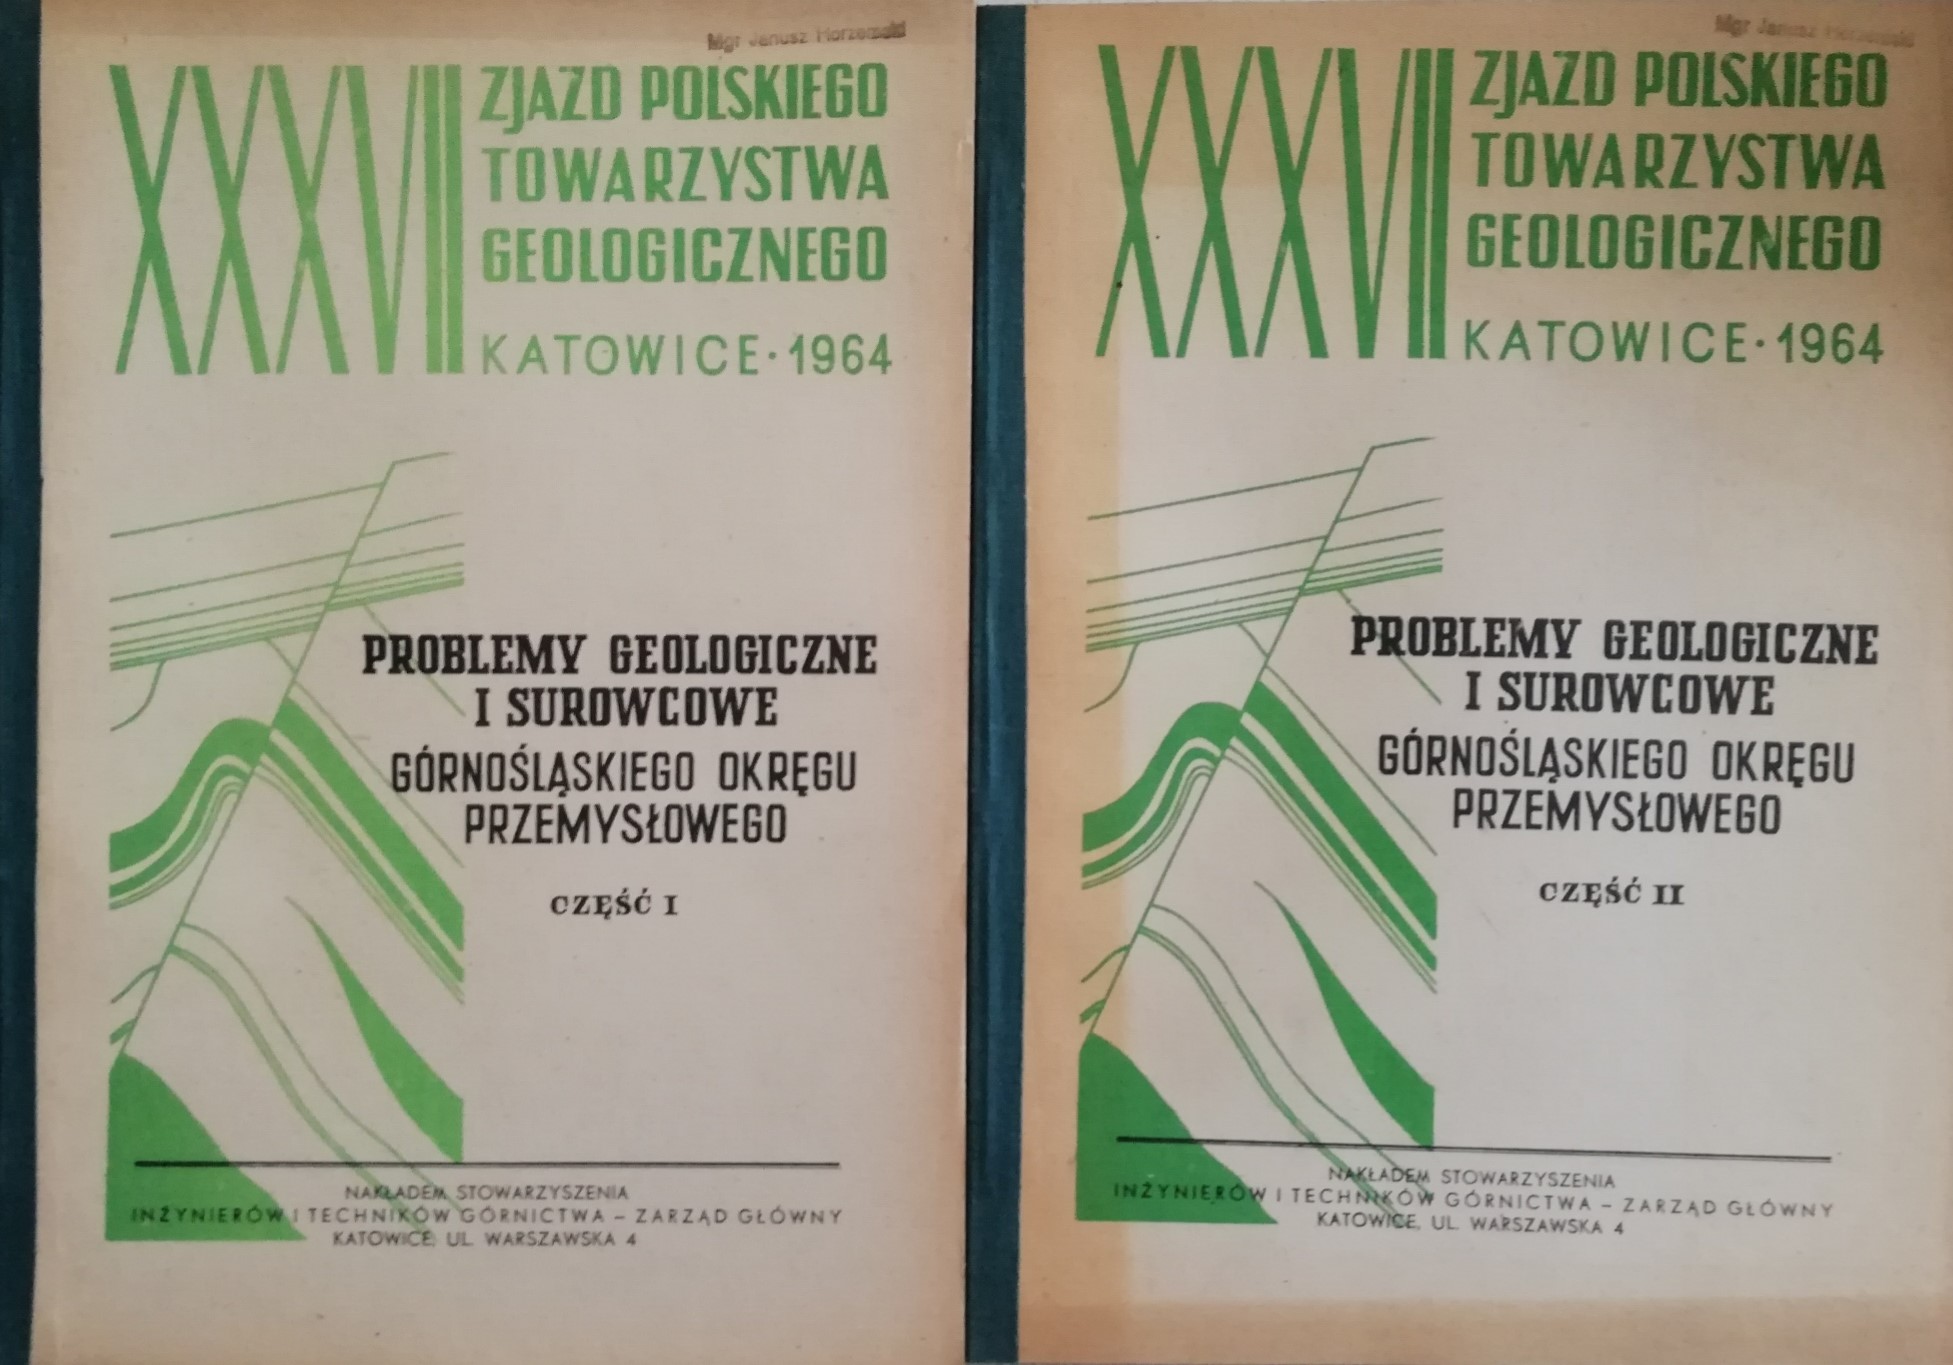 Mgr Janusz Horzemski
XXXVII
ZJAZD POLSKIEGO
TOWARZYSTWA
GEOLOGICZNEGO
KATOWICE · 1964
PROBLEMY GEOLOGICZNE
I SUROWCOWE
GÓRNOŚLĄSKIEGO OKRĘGU
PRZEMYSŁOWEGO
CZĘŚĆ I
NAKŁADEM STOWARZYSZENIA
INŻYNIERÓW I TECHNIKÓW GÓRNICTWA – ZARZĄD GŁÓWNY
KATOWICE, UL. WARSZAWSKA 4
Mgr Janusz
XXXVII
ZJAZD POLSKIEGO
TOWARZYSTWA
GEOLOGICZNEGO
KATOWICE · 1964
PROBLEMY GEOLOGICZNE
I SUROWCOWE
GÓRNOŚLĄSKIEGO OKRĘGU
PRZEMYSŁOWEGO
CZĘŚĆ II
NAKŁADEM STOWARZYSZENIA
INŻYNIERÓW I TECHNIKÓW GÓRNICTWA – ZARZĄD GŁÓWNY
KATOWICE, UL. WARSZAWSKA 4